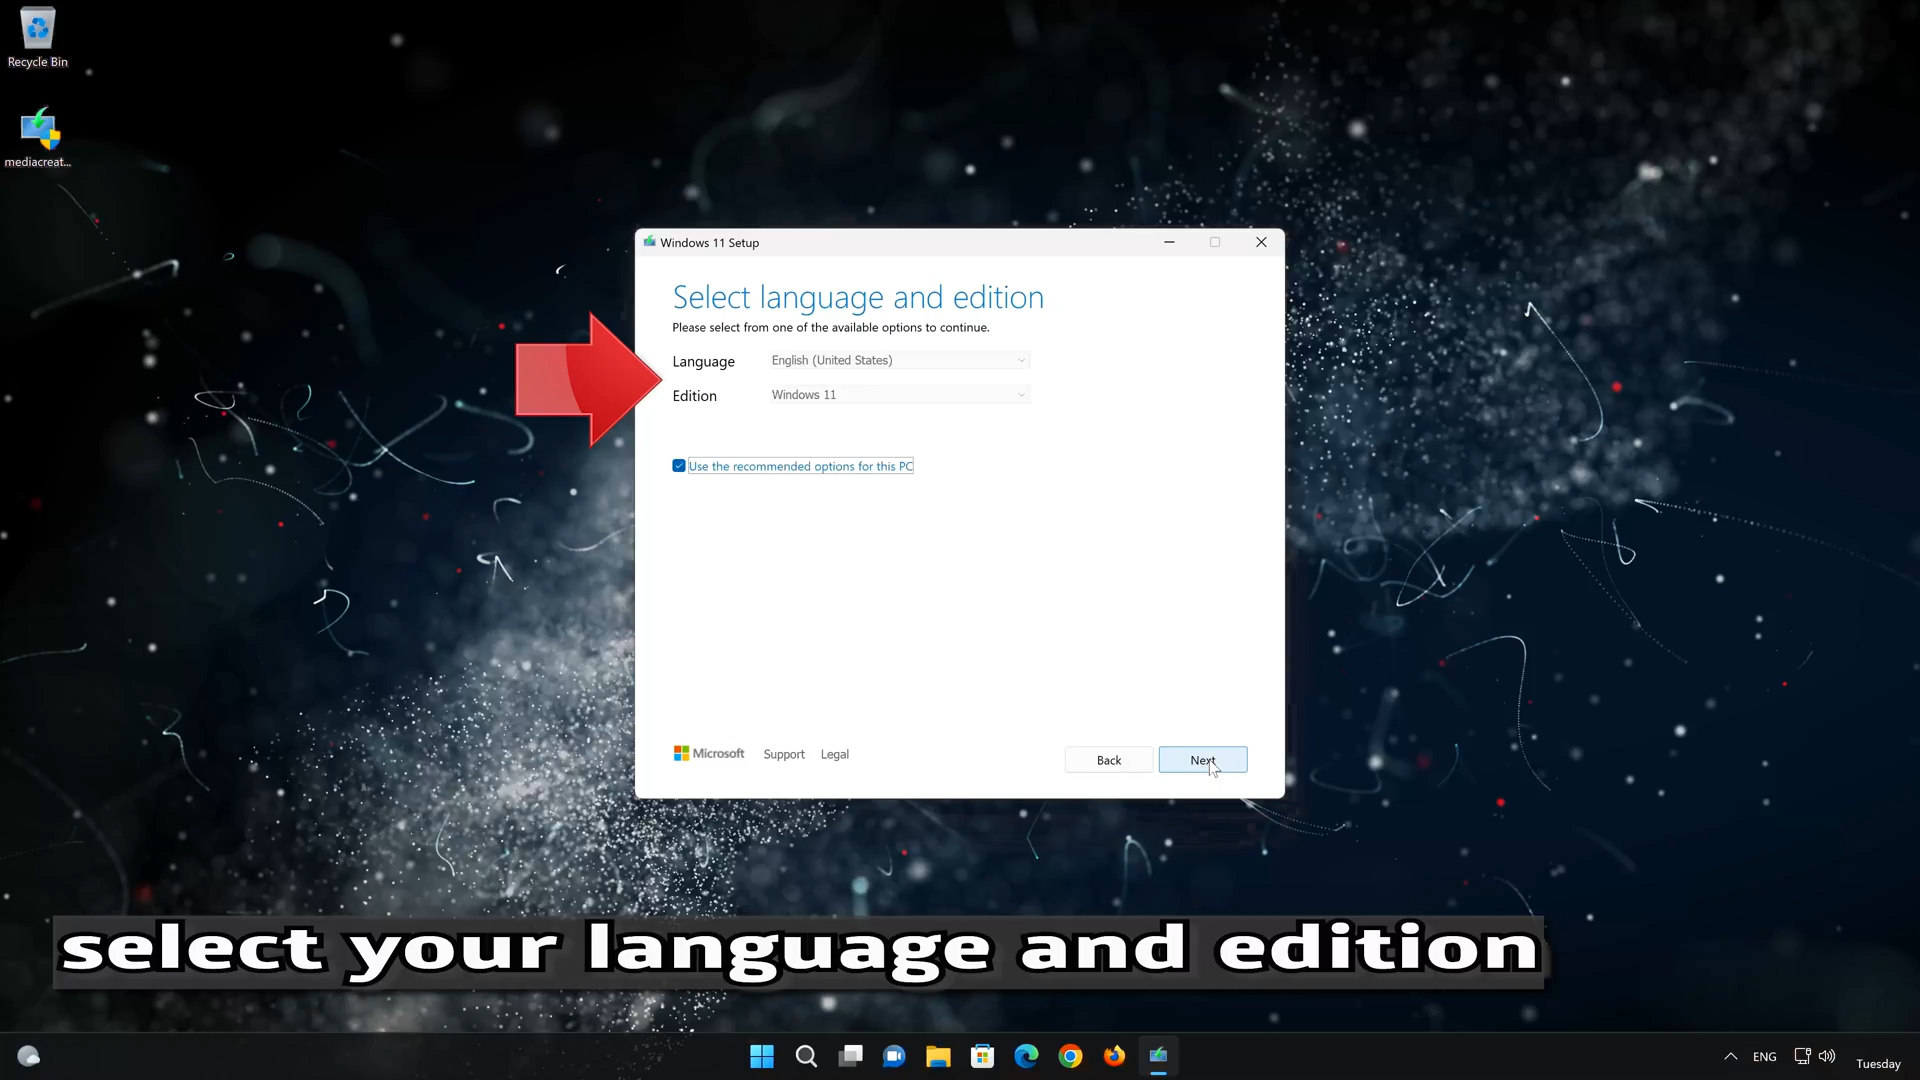 Recycle Bin
mediacreat...
Windows 11 Setup
Select language and edition
Please select from one of the available options to continue.
Language
English (United States)
Edition
Windows 11
Use the recommended options for this PC
Microsoft
Support
Legal
Back
Next
select your language and edition
ENG
Tuesday